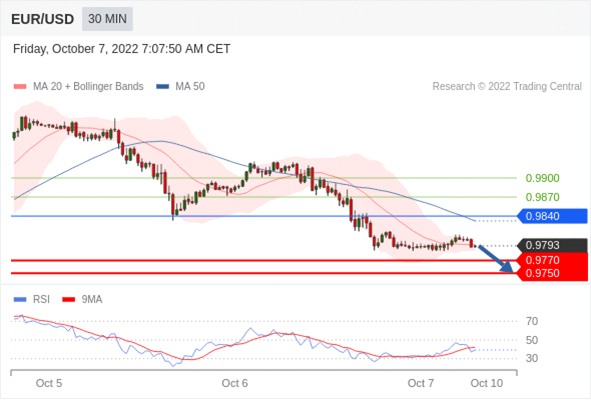 EUR/USD 30 MIN
Friday, October 7, 2022 7:07:50 AM CET
MA 20 + Bollinger Bands MA 50 Research © 2022 Trading Central
0.9900
0.9870
0.9840
0.9793
0.9770
0.9750
RSI 9MA
70
50
30
Oct 5 Oct 6 Oct 7 Oct 10